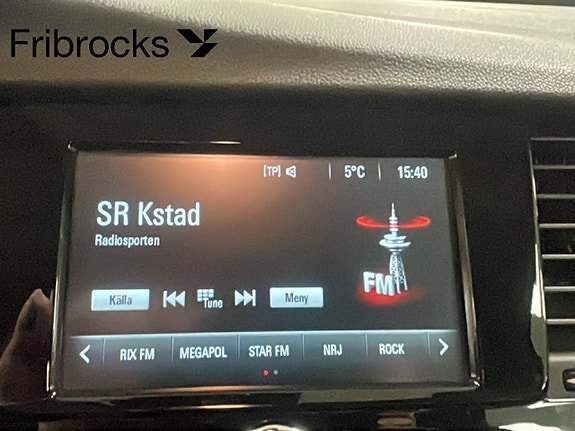 Fribrocks
[TP] 5°C 15:40
SR Kstad
Radiosporten
FM
Källa Tune Meny
RIX FM MEGAPOL STAR FM NRJ ROCK